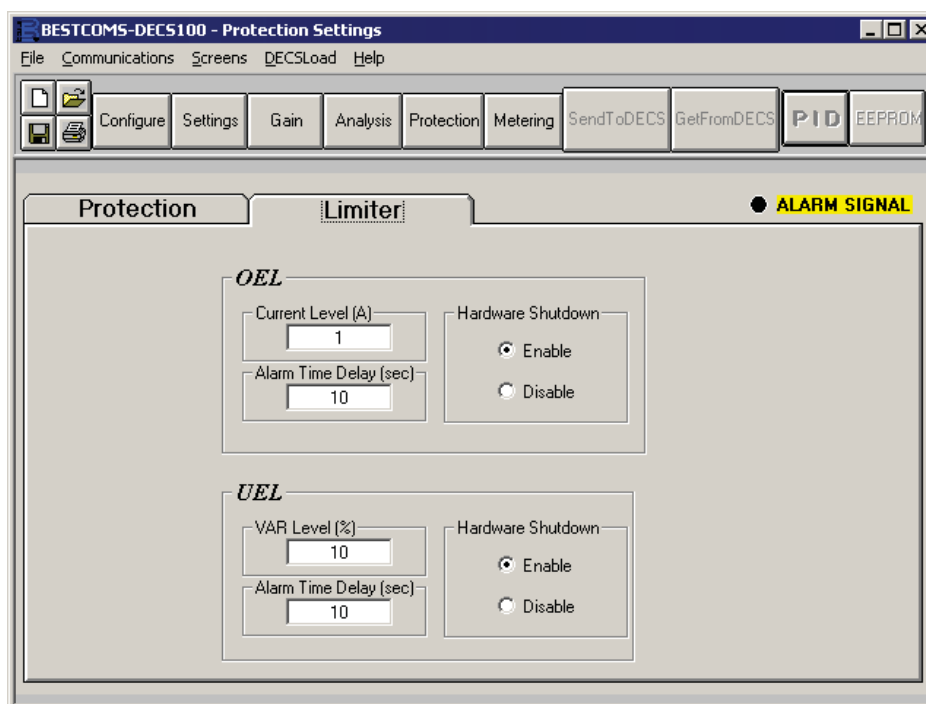 BESTCOMS-DECS100 - Protection Settings
File Communications Screens DECSLoad Help
Configure Settings Gain Analysis Protection Metering SendToDECS GetFromDECS PID EEPROM
Protection Limiter ALARM SIGNAL
OEL
Current Level (A) Hardware Shutdown
1
Enable
Alarm Time Delay (sec)
10 Disable
UEL
VAR Level (%) Hardware Shutdown
10
Enable
Alarm Time Delay (sec)
10 Disable